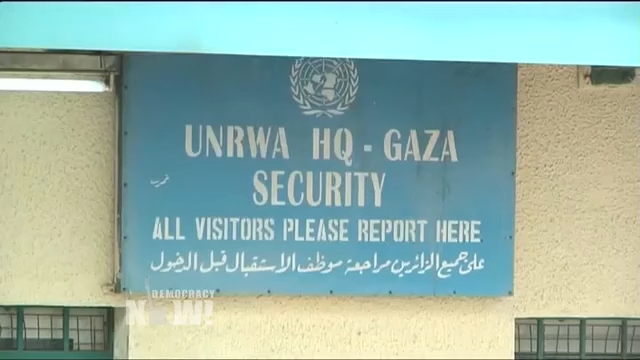 UNRWA HQ - GAZA
SECURITY
ALL VISITORS PLEASE REPORT HERE
على جميع الزائرين مراجعة موظف الاستقبال قبل الدخول
DEMOCRACY
NOW!